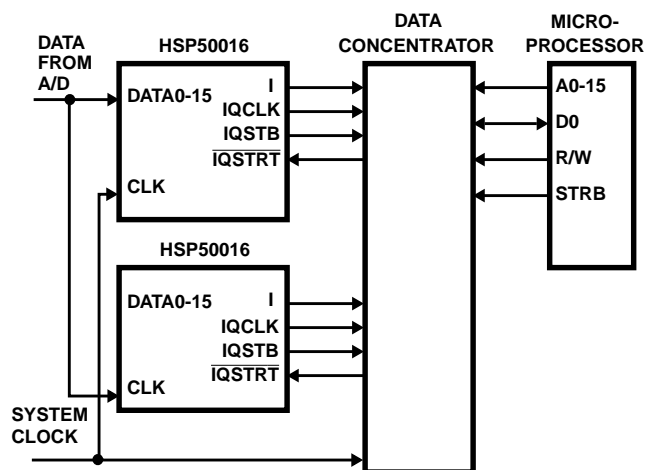 DATA
FROM
A/D
HSP50016
DATA0-15
I
IQCLK
IQSTB
IQSTRT
CLK
HSP50016
DATA0-15
I
IQCLK
IQSTB
IQSTRT
CLK
SYSTEM
CLOCK
DATA
CONCENTRATOR
MICRO-
PROCESSOR
A0-15
D0
R/W
STRB